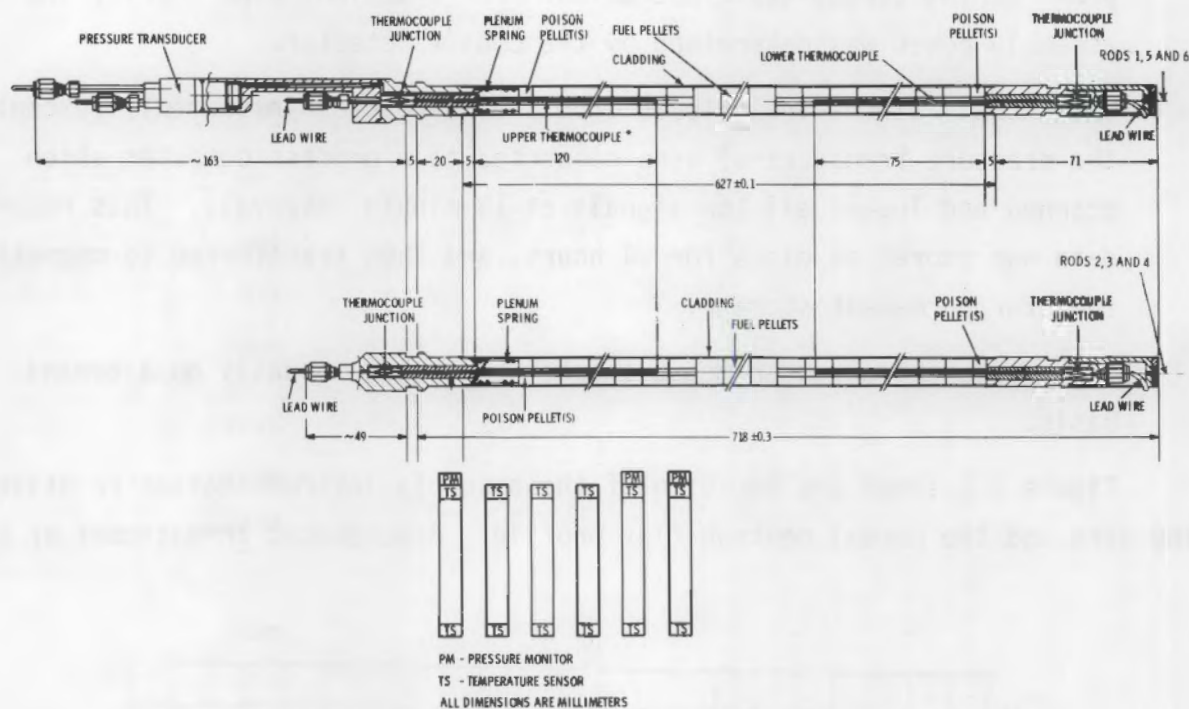 THERMOCOUPLE
JUNCTION
PLENUM
SPRING
POISON
PELLET(S)
FUEL PELLETS
CLADDING
PRESSURE TRANSDUCER
LOWER THERMOCOUPLE
POISON
PELLET(S)
THERMOCOUPLE
JUNCTION
RODS 1, 5 AND 6
LEAD WIRE
UPPER THERMOCOUPLE *
LEAD WIRE
~163
5
20
5
120
75
5
71
627 ±0.1
RODS 2, 3 AND 4
THERMOCOUPLE
JUNCTION
PLENUM
SPRING
CLADDING
FUEL PELLETS
POISON
PELLET(S)
THERMOCOUPLE
JUNCTION
LEAD WIRE
POISON PELLET(S)
LEAD WIRE
~49
718 ±0.3
PM PM PM
TS TS TS TS TS TS
TS TS TS TS TS TS
PM - PRESSURE MONITOR
TS - TEMPERATURE SENSOR
ALL DIMENSIONS ARE MILLIMETERS